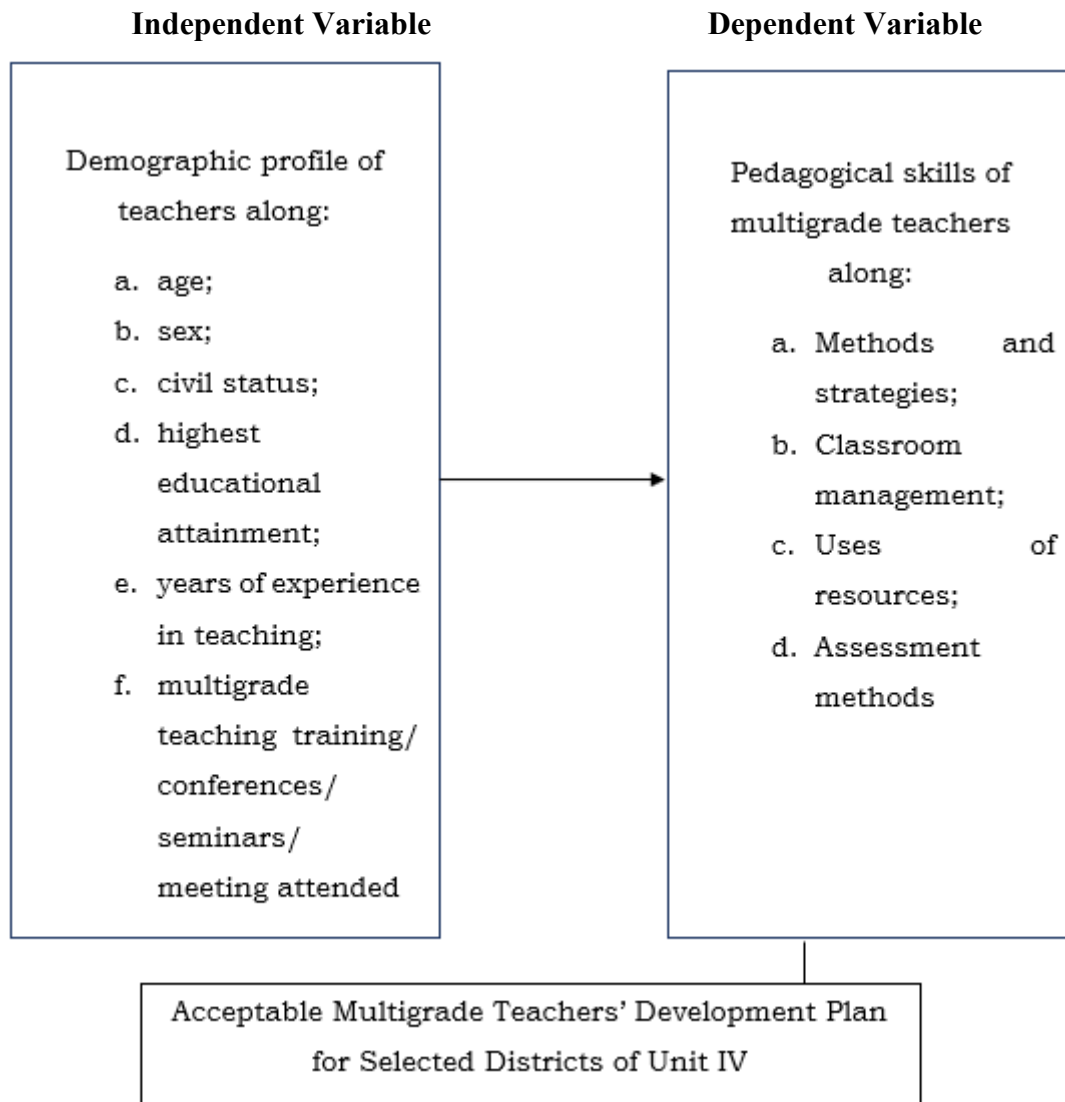 Independent Variable
Dependent Variable
Demographic profile of
teachers along:
a. age;
b. sex;
c. civil status;
d. highest
educational
attainment;
e. years of experience
in teaching;
f. multigrade
teaching training/
conferences/
seminars/
meeting attended
Pedagogical skills of
multigrade teachers
along:
a. Methods and
strategies;
b. Classroom
management;
c. Uses of
resources;
d. Assessment
methods
Acceptable Multigrade Teachers’ Development Plan
for Selected Districts of Unit IV